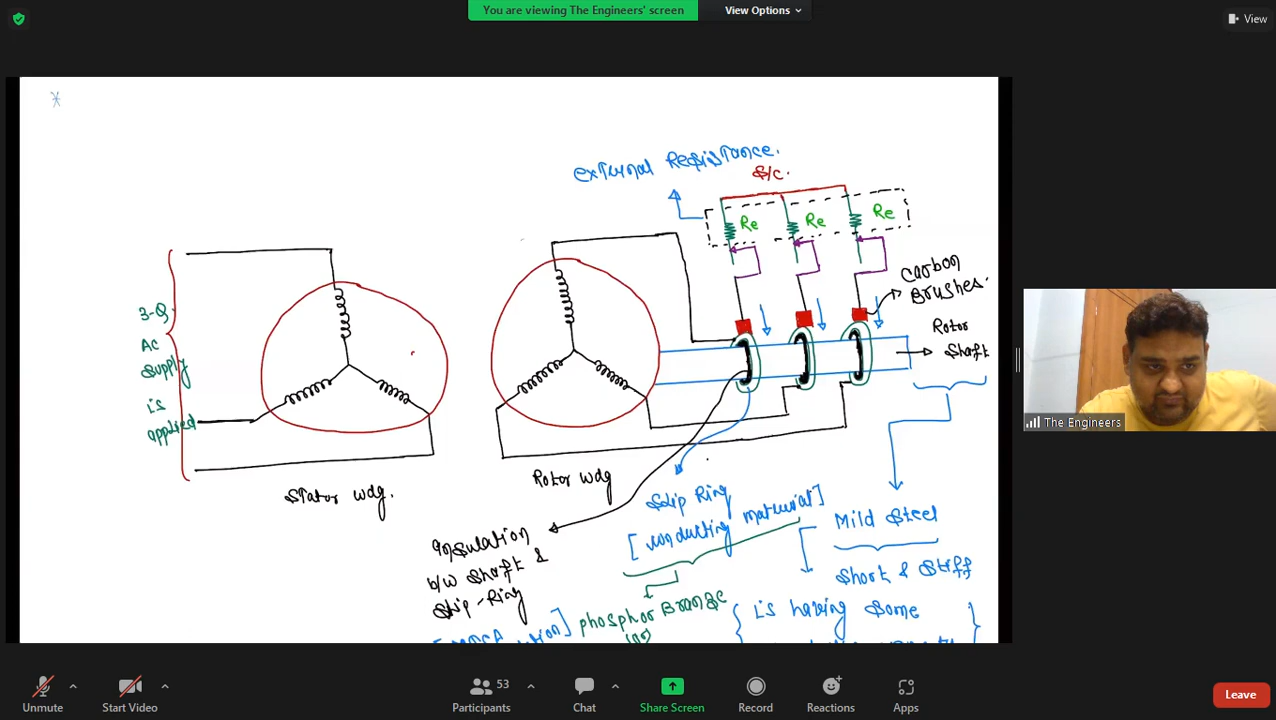 You are viewing The Engineers' screen
View Options
View
External Resistance.
S/C.
Re
Re
Re
Carbon
Brushes.
3-Φ
AC
supply
is
applied
Rotor
Shaft
The Engineers
Stator wdg.
Rotor wdg
Slip Ring
[conducting material]
Mild Steel
Insulation
b/w Shaft &
Slip-Ring
Short & Stiff
phosphor Bronze
(or)
is having some
Unmute
Start Video
53
Participants
Chat
Share Screen
Record
Reactions
Apps
Leave